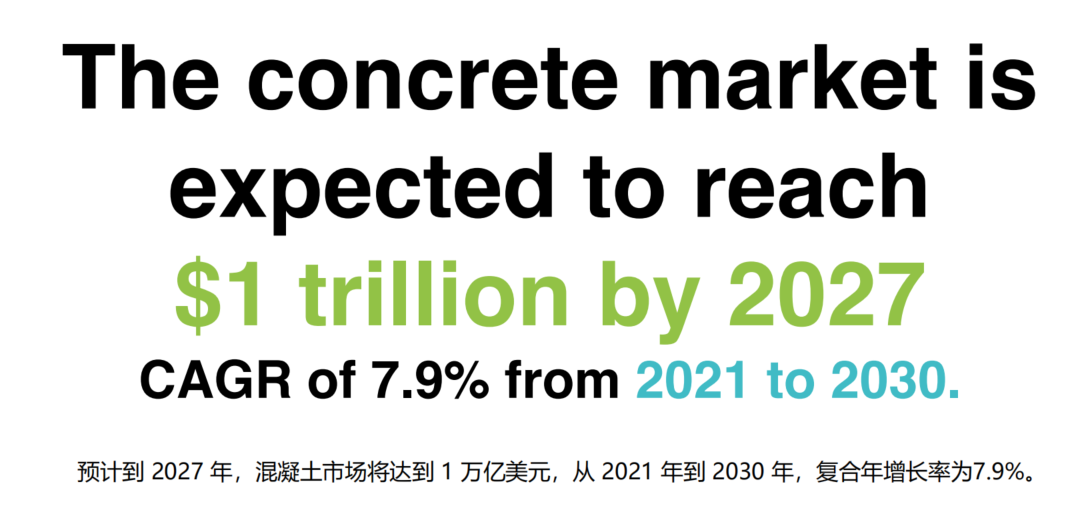 The concrete market is
expected to reach
$1 trillion by 2027
CAGR of 7.9% from 2021 to 2030.
预计到 2027 年，混凝土市场将达到 1 万亿美元，从 2021 年到 2030 年，复合年增长率为7.9%。